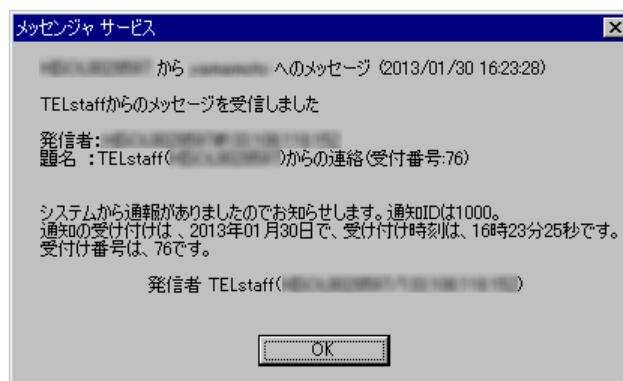 メッセンジャ サービス
から へのメッセージ (2013/01/30 16:23:28)
TELstaffからのメッセージを受信しました
発信者:
題名 :TELstaff( )からの連絡(受付番号:76)
システムから通報がありましたのでお知らせします。通知IDは1000。
通知の受け付けは 、2013年01月30日で、受け付け時刻は、16時23分25秒です。
受付け番号は、76です。
発信者 TELstaff( )
OK